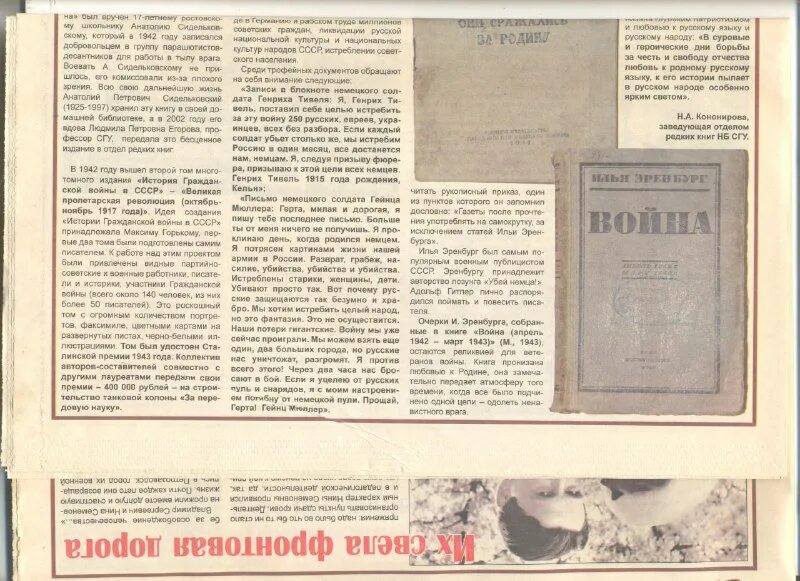 на» был вручен 17-летнему ростовско-
му школьнику Анатолию Сидельков-
скому, который в 1942 году записался
добровольцем в группу парашютистов-
десантников для работы в тылу врага.
Воевать А. Сидельковскому не при-
шлось, его комиссовали из-за плохого
зрения. Всю свою дальнейшую жизнь
Анатолий Петрович Сидельковский
(1925-1997) хранил эту книгу в своей до-
машней библиотеке, а в 2002 году его
вдова Людмила Петровна Егорова, про-
фессор СГУ, передала это бесценное
издание в отдел редких книг.
В 1942 году вышел второй том много-
томного издания «История Граждан-
ской войны в СССР» – «Великая
пролетарская революция (октябрь-
ноябрь 1917 года)». Идея создания
«Истории Гражданской войны в СССР»
принадлежала Максиму Горькому, пер-
вые два тома были подготовлены самим
писателем. К работе над этим проектом
были привлечены видные партийно-
советские и военные работники, писате-
ли и историки, участники Гражданской
войны (всего около 140 человек, из них
более 50 писателей). Это роскошный
том с огромным количеством портре-
тов, факсимиле, цветными картами на
развернутых листах, черно-белыми ил-
люстрациями. Том был удостоен Ста-
линской премии 1943 года. Коллектив
авторов-составителей совместно с
другими лауреатами передали свои
премии – 400 000 рублей – на строи-
тельство танковой колоны «За пере-
довую науку».
де в Германию и рабском труде миллионов
советских граждан, ликвидации русской
национальной культуры и национальных
культур народов СССР, истреблении совет-
ского населения.
Среди трофейных документов обращают
на себя внимание следующие:
«Записи в блокноте немецкого солдата
Генриха Тивеля: Я, Генрих Ти-
вель, поставил себе целью истребить
за эту войну 250 русских, евреев, укра-
инцев, всех без разбора. Если каждый
солдат убьет столько же, мы истребим
Россию в один месяц, все достанется
нам, немцам. Я, следуя призыву фюре-
ра, призываю к этой цели всех немцев.
Генрих Тивель 1915 года рождения,
Кельн»:
«Письмо немецкого солдата Гейнца
Мюллера: Герта, милая и дорогая, я
пишу тебе последнее письмо. Больше
ты от меня ничего не получишь. Я про-
клинаю день, когда родился немцем.
Я потрясен картинами жизни нашей
армии в России. Разврат, грабеж, на-
силие, убийства, убийства и убийства.
Истреблены старики, женщины, дети.
Убивают просто так. Вот почему рус-
ские защищаются так безумно и храб-
ро. Мы хотим истребить целый народ,
но это фантазия. Это не осуществится.
Наши потери гигантские. Войну мы уже
сейчас проиграли. Мы можем взять еще
один, два больших города, но русские
нас уничтожат, разгромят. Я против
всего этого! Через два часа нас бро-
сают в бой. Если я уцелею от русских
пуль и снарядов, я с моим настроени-
ем погибну от немецкой пули. Прощай,
Герта! Гейнц Мюллер».
ОНИ СРАЖАЛИСЬ
ЗА РОДИНУ
читать рукописный приказ, один
из пунктов которого он запомнил
дословно: «Газеты после прочте-
ния употреблять на самокрутку, за
исключением статей Ильи Эрен-
бурга».
Илья Эренбург был самым по-
пулярным военным публицистом
СССР. Эренбургу принадлежит
авторство лозунга «Убей немца!».
Адольф Гитлер лично распоря-
дился поймать и повесить писа-
теля.
Очерки И. Эренбурга, собран-
ные в книге «Война (апрель
1942 – март 1943)» (М., 1943),
остаются реликвией для ветера-
нов войны. Книга пронизана
любовью к Родине, она замеча-
тельно передает атмосферу того
времени, когда все было подчи-
нено одной цели – одолеть нена-
вистного врага.
патриотизмом
и любовью к русскому языку и
русскому народу: «В суровые
и героические дни борьбы
за честь и свободу отчества
любовь к родному русскому
языку, к его истории пылает
в русском народе особенно
ярким светом».
Н.А. Кононирова,
заведующая отделом
редких книг НБ СГУ.
ИЛЬЯ ЭРЕНБУРГ
ВОЙНА
Их свела фронтовая дорога